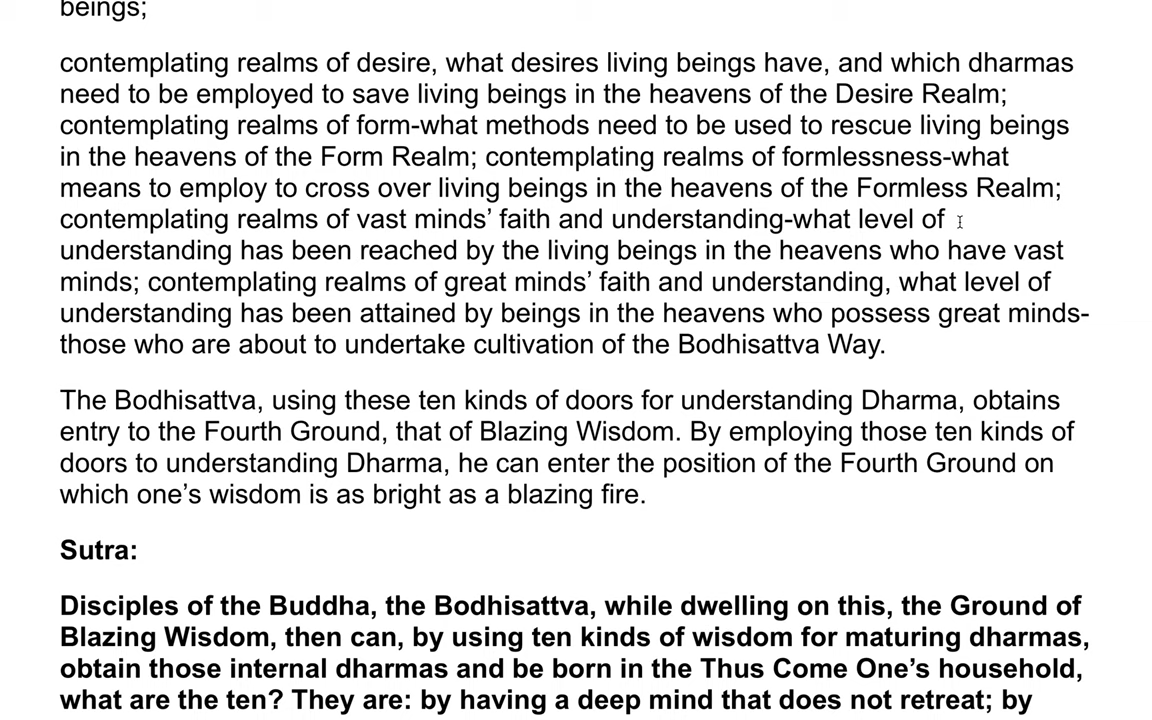 beings;
contemplating realms of desire, what desires living beings have, and which dharmas
need to be employed to save living beings in the heavens of the Desire Realm;
contemplating realms of form-what methods need to be used to rescue living beings
in the heavens of the Form Realm; contemplating realms of formlessness-what
means to employ to cross over living beings in the heavens of the Formless Realm;
contemplating realms of vast minds’ faith and understanding-what level of
understanding has been reached by the living beings in the heavens who have vast
minds; contemplating realms of great minds’ faith and understanding, what level of
understanding has been attained by beings in the heavens who possess great minds-
those who are about to undertake cultivation of the Bodhisattva Way.
The Bodhisattva, using these ten kinds of doors for understanding Dharma, obtains
entry to the Fourth Ground, that of Blazing Wisdom. By employing those ten kinds of
doors to understanding Dharma, he can enter the position of the Fourth Ground on
which one’s wisdom is as bright as a blazing fire.
Sutra:
Disciples of the Buddha, the Bodhisattva, while dwelling on this, the Ground of
Blazing Wisdom, then can, by using ten kinds of wisdom for maturing dharmas,
obtain those internal dharmas and be born in the Thus Come One’s household,
what are the ten? They are: by having a deep mind that does not retreat; by